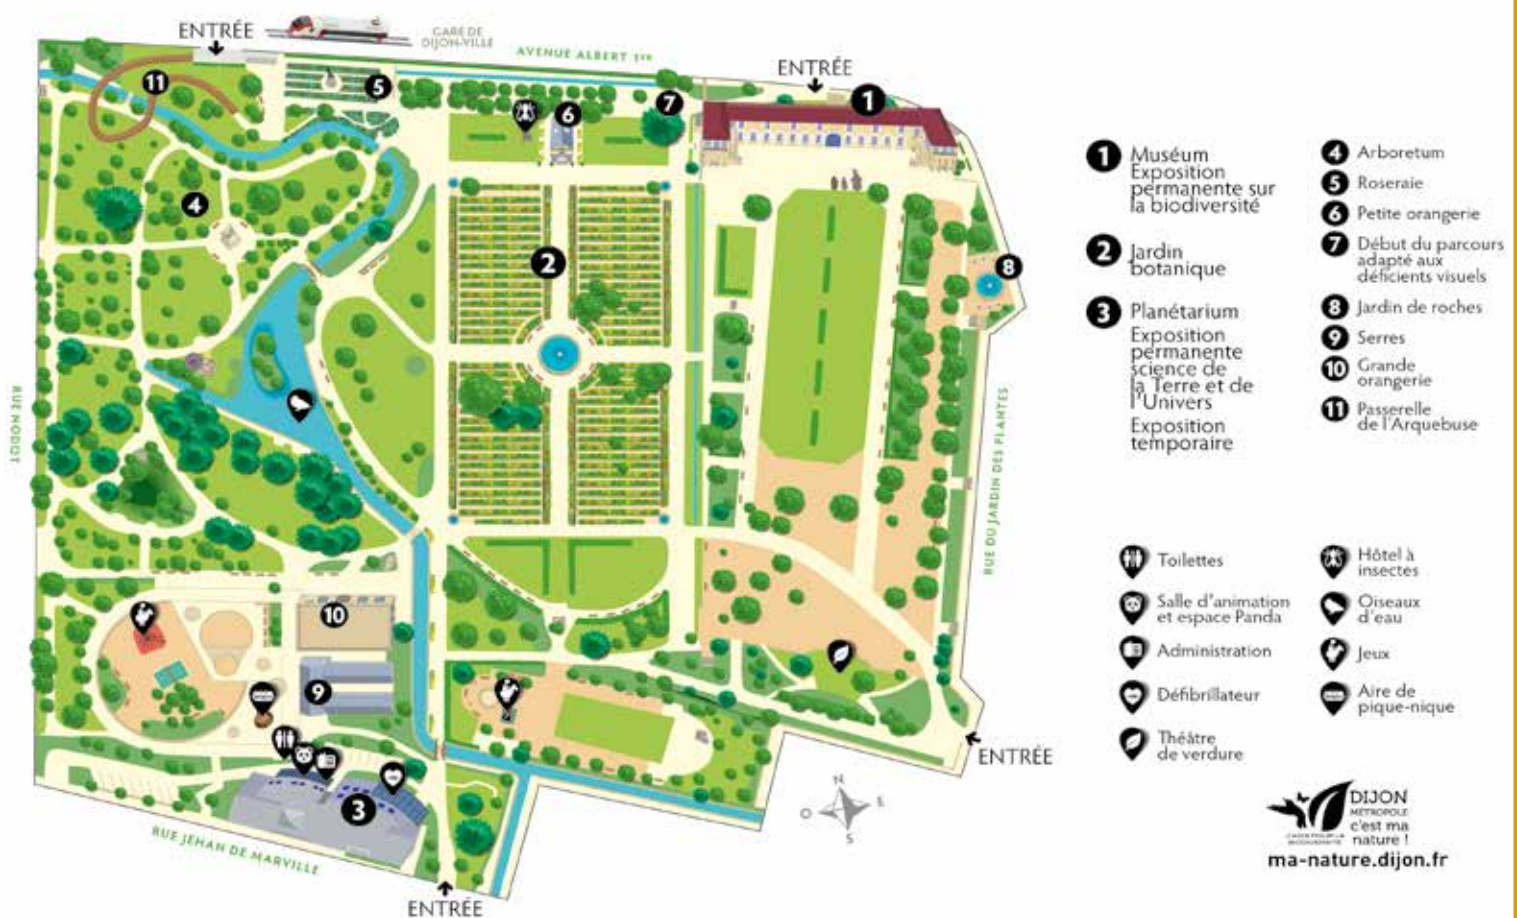 ENTRÉE
GARE DE
DIJON-VILLE
AVENUE ALBERT 1ER
ENTRÉE
11
5
6
7
1
4
2
8
RUE NODOT
RUE DU JARDIN DES PLANTES
10
9
3
ENTRÉE
RUE JEHAN DE MARVILLE
ENTRÉE
N
O
E
S
1 Muséum
Exposition
permanente sur
la biodiversité
2 Jardin
botanique
3 Planétarium
Exposition
permanente
science de
la Terre et de
l'Univers
Exposition
temporaire
4 Arboretum
5 Roseraie
6 Petite orangerie
7 Début du parcours
adapté aux
déficients visuels
8 Jardin de roches
9 Serres
10 Grande
orangerie
11 Passerelle
de l'Arquebuse
Toilettes
Salle d'animation
et espace Panda
Administration
Défibrillateur
Théâtre
de verdure
Hôtel à
insectes
Oiseaux
d'eau
Jeux
Aire de
pique-nique
DIJON
MÉTROPOLE
c'est ma
nature !
ma-nature.dijon.fr